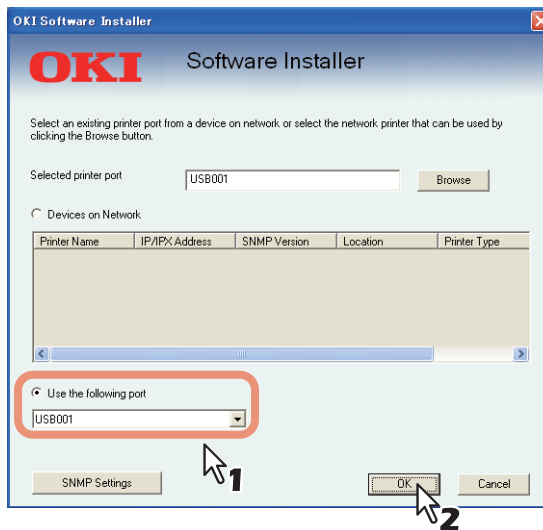 OKI Software Installer
OKI Software Installer
Select an existing printer port from a device on network or select the network printer that can be used by
clicking the Browse button.
Selected printer port USB001 Browse
Devices on Network
Printer Name IP/IPX Address SNMP Version Location Printer Type
Use the following port
USB001
1
SNMP Settings OK Cancel
2